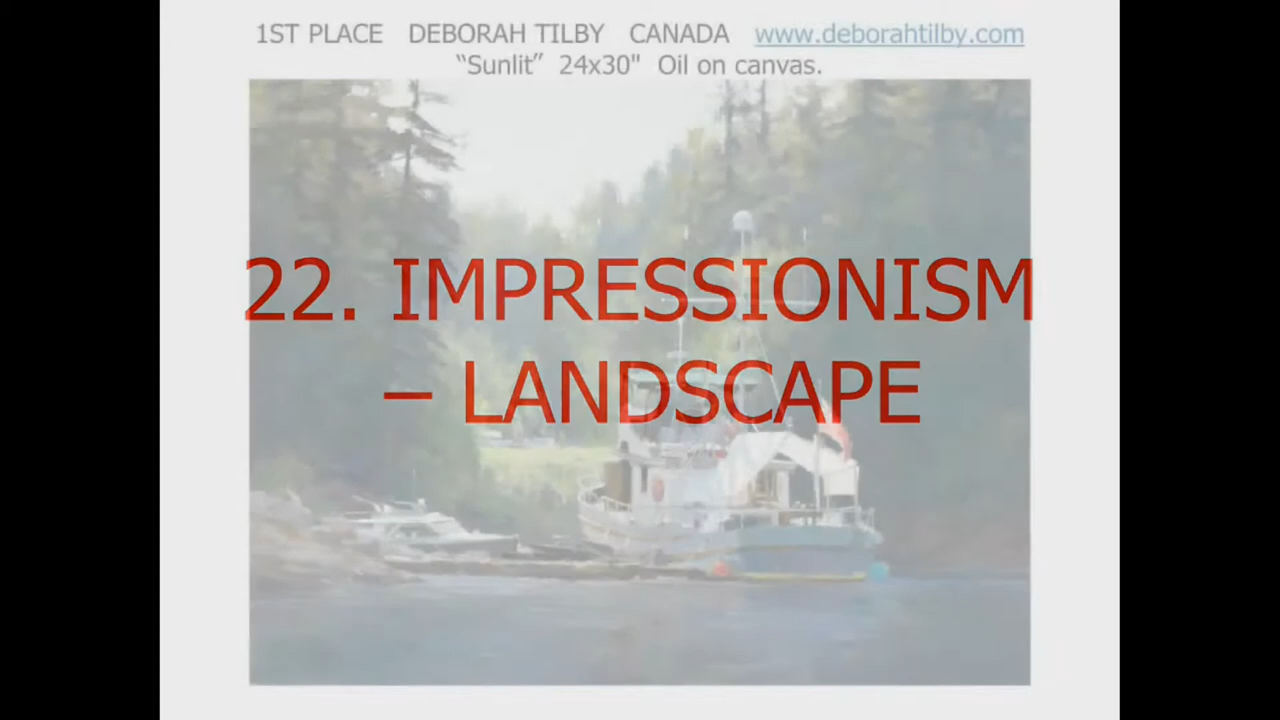 1ST PLACE DEBORAH TILBY CANADA www.deborahtilby.com
“Sunlit” 24x30" Oil on canvas.
22. IMPRESSIONISM
– LANDSCAPE